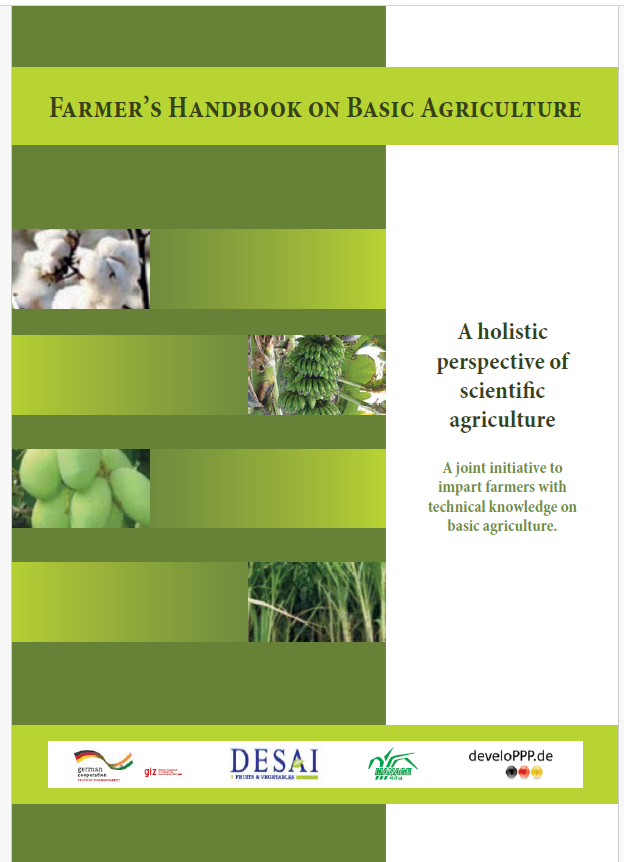 FARMER'S HANDBOOK ON BASIC AGRICULTURE
A holistic
perspective of
scientific
agriculture
A joint initiative to
impart farmers with
technical knowledge on
basic agriculture.
german
cooperation
giz
DESAI
FRUITS & VEGETABLES
MANAGE
develoPPP.de